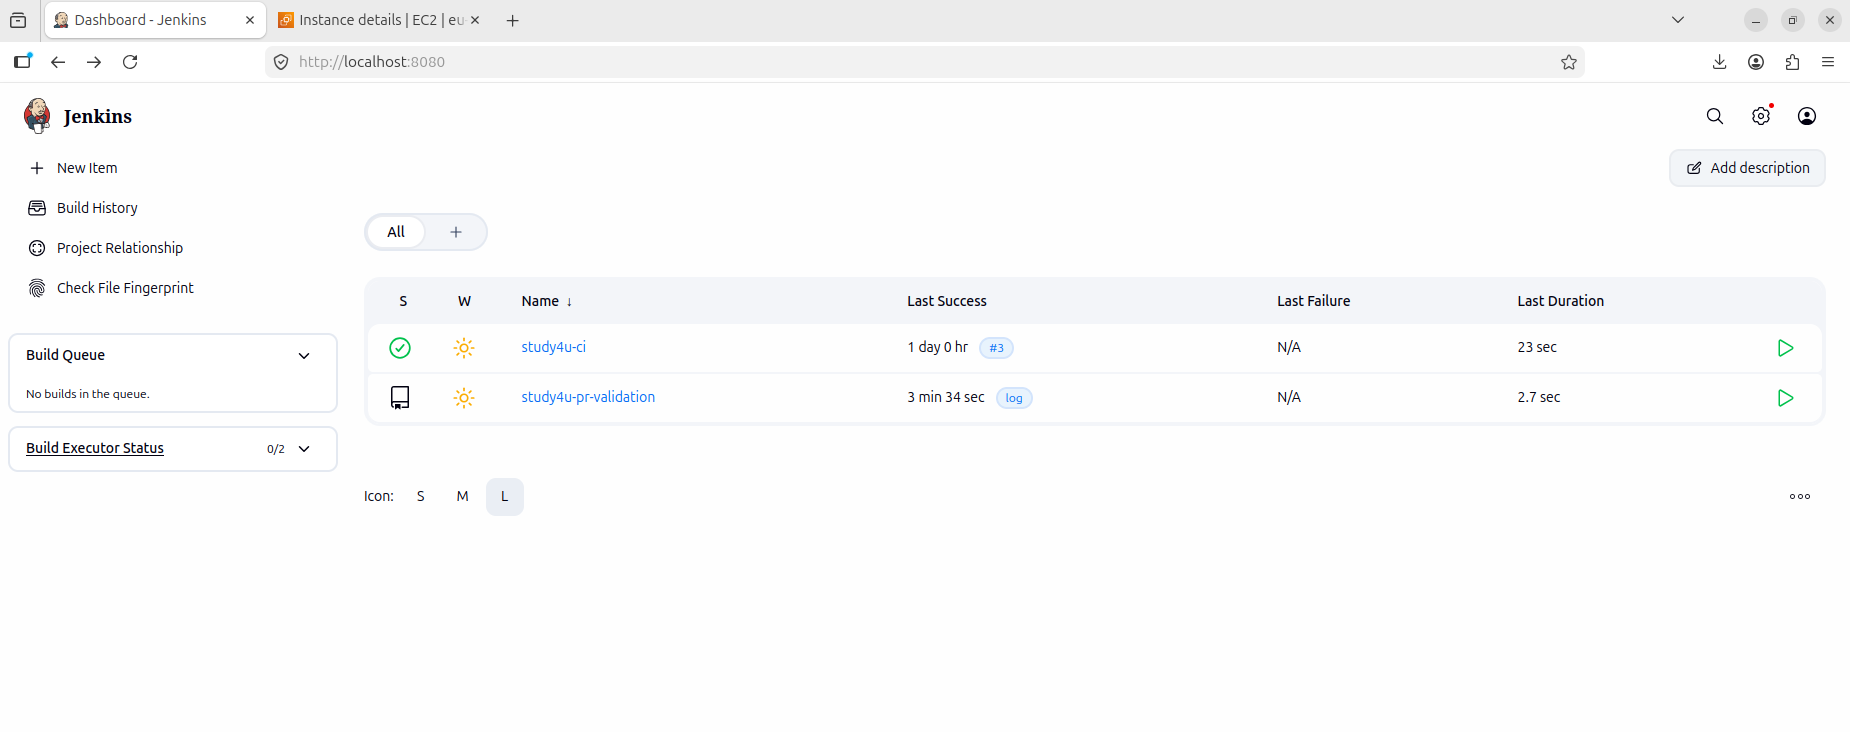 Dashboard - Jenkins
Instance details | EC2 | eu
http://localhost:8080
Jenkins
New Item
Add description
Build History
All
Project Relationship
Check File Fingerprint
S W Name ↓ Last Success Last Failure Last Duration
study4u-ci 1 day 0 hr #3 N/A 23 sec
study4u-pr-validation 3 min 34 sec log N/A 2.7 sec
Build Queue
No builds in the queue.
Build Executor Status 0/2
Icon: S M L